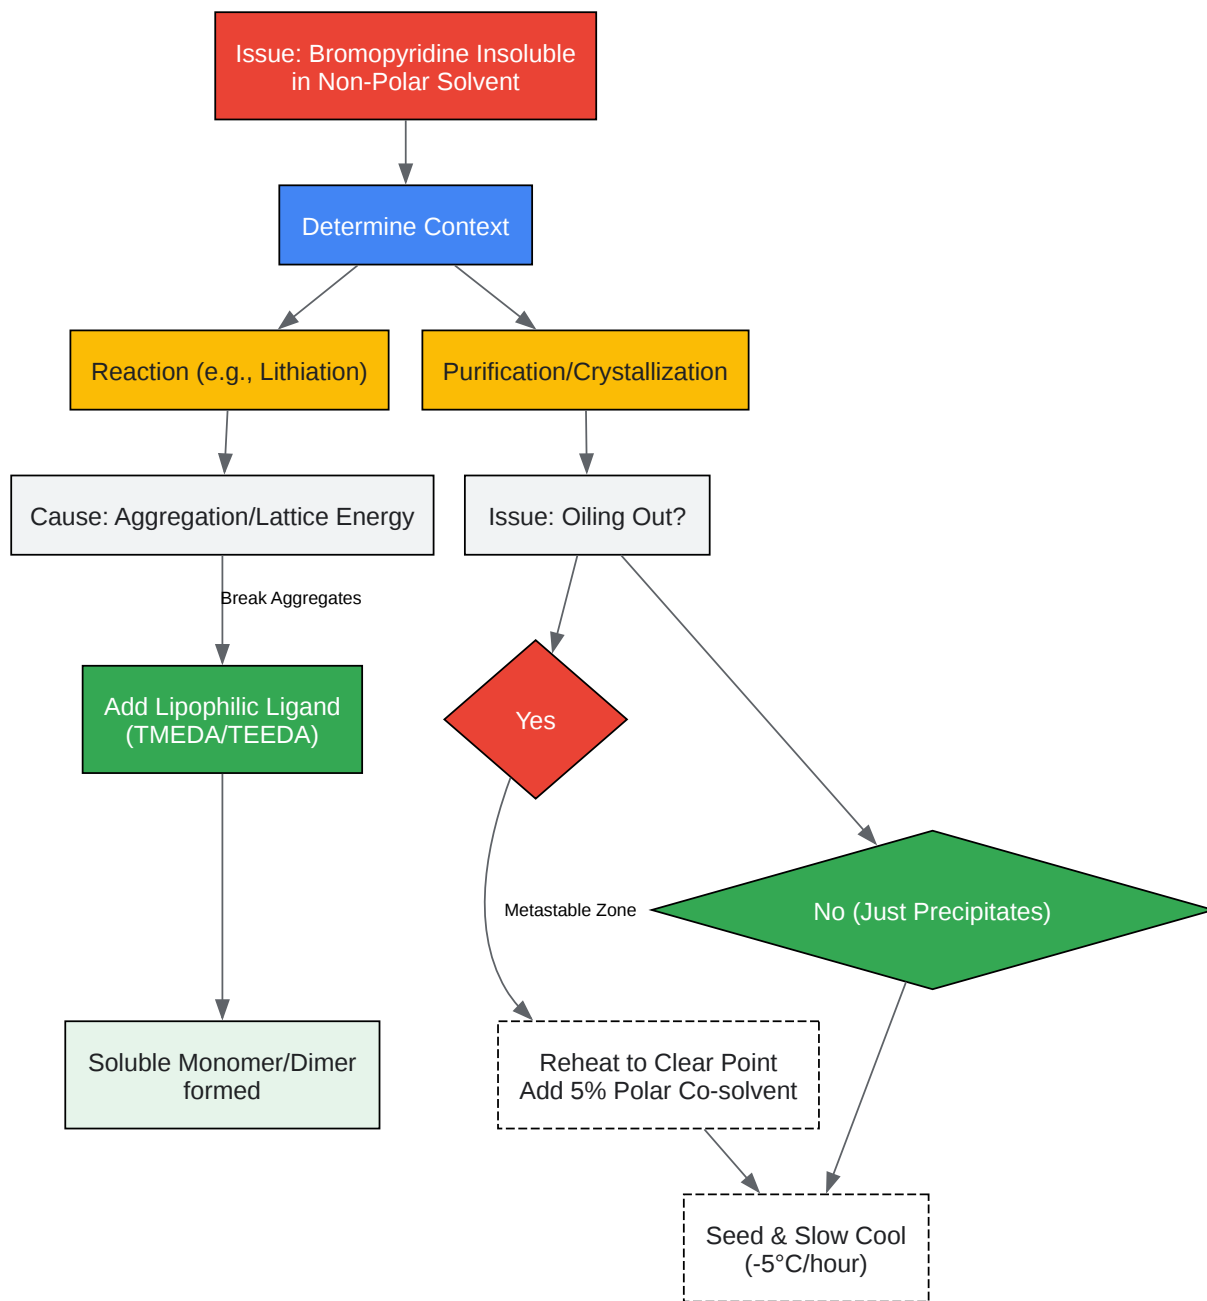 Issue: Bromopyridine Insoluble
in Non-Polar Solvent
Determine Context
Reaction (e.g., Lithiation)
Purification/Crystallization
Cause: Aggregation/Lattice Energy
Issue: Oiling Out?
Break Aggregates
Add Lipophilic Ligand
(TMEDA/TEEDA)
Yes
Metastable Zone
No (Just Precipitates)
Soluble Monomer/Dimer
formed
Reheat to Clear Point
Add 5% Polar Co-solvent
Seed & Slow Cool
(-5°C/hour)